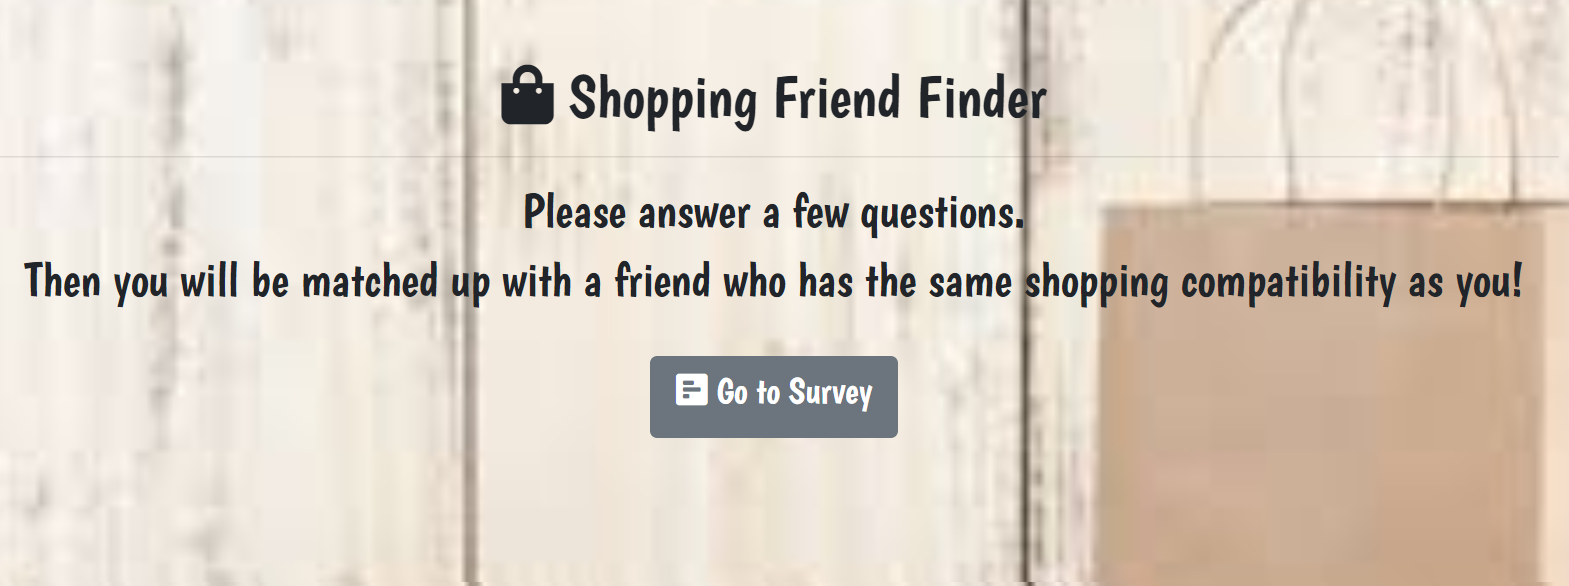 Shopping Friend Finder
Please answer a few questions.
Then you will be matched up with a friend who has the same shopping compatibility as you!
Go to Survey